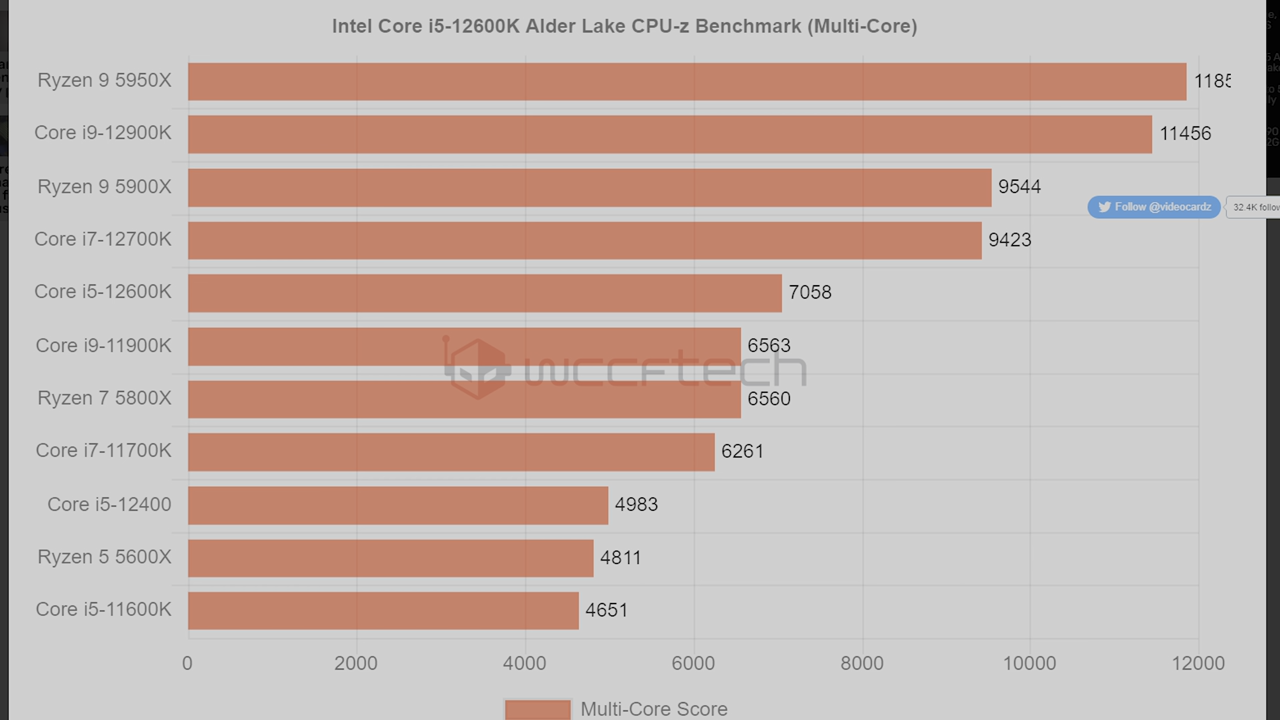 Intel Core i5-12600K Alder Lake CPU-z Benchmark (Multi-Core)
Ryzen 9 5950X
Core i9-12900K 11456
Ryzen 9 5900X 9544
Follow @videocardz 32.4K
Core i7-12700K 9423
Core i5-12600K 7058
Core i9-11900K 6563
wccftech
Ryzen 7 5800X 6560
Core i7-11700K 6261
Core i5-12400 4983
Ryzen 5 5600X 4811
Core i5-11600K 4651
0 2000 4000 6000 8000 10000 12000
Multi-Core Score